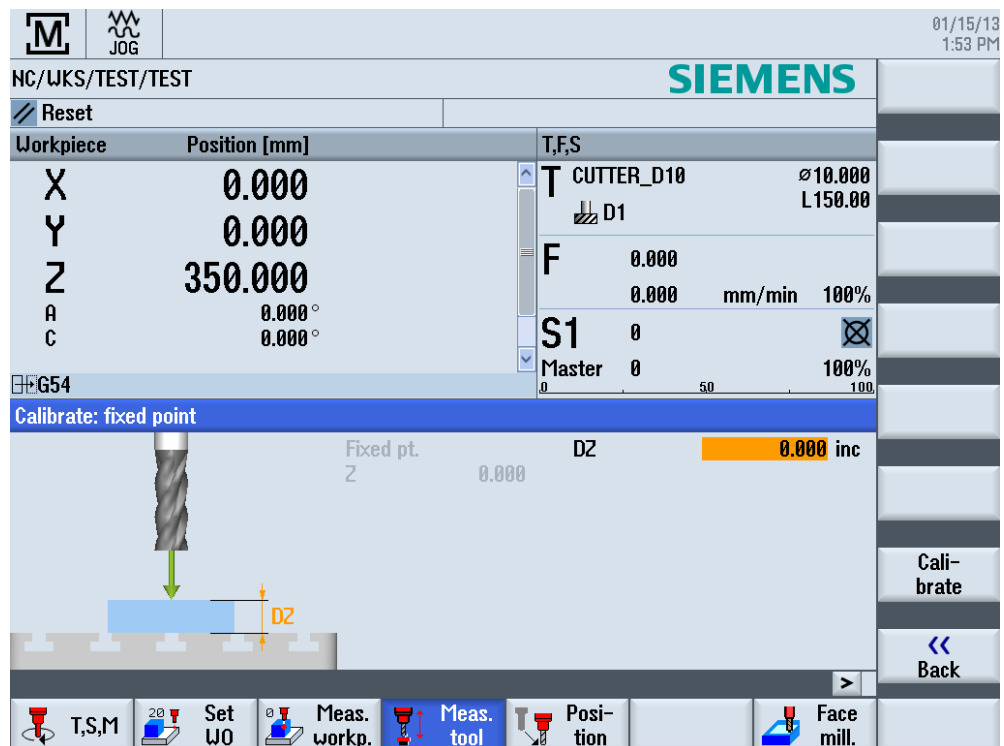 M
JOG
01/15/13
1:53 PM
NC/WKS/TEST/TEST
SIEMENS
Reset
Workpiece Position [mm]
T,F,S
X 0.000
Y 0.000
Z 350.000
A 0.000°
C 0.000°
G54
T CUTTER_D10 ø10.000
D1 L150.00
F 0.000
0.000 mm/min 100%
S1 0
Master 0 100%
0 50 100
Calibrate: fixed point
Fixed pt. DZ 0.000 inc
Z 0.000
DZ
Cali-
brate
<<
Back
>
T,S,M
20 Set
WO
0 Meas.
workp.
Meas.
tool
Posi-
tion
Face
mill.